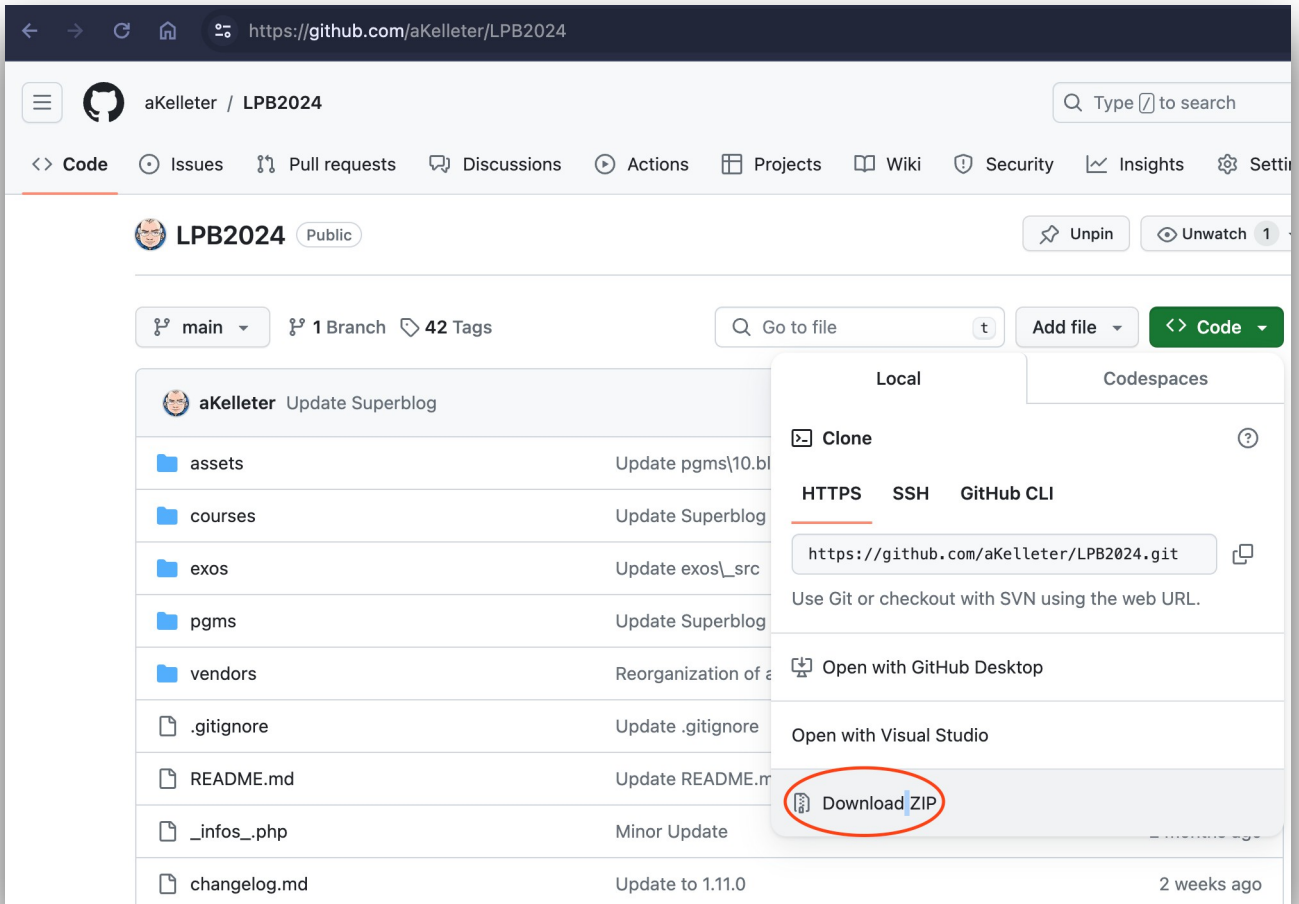 https://github.com/aKelleter/LPB2024
aKelleter / LPB2024
Type / to search
Code Issues Pull requests Discussions Actions Projects Wiki Security Insights
LPB2024 Public Unpin Unwatch 1
main 1 Branch 42 Tags Go to file t Add file Code
Local Codespaces
aKelleter Update Superblog
Clone
assets Update pgms\10.bl
HTTPS SSH GitHub CLI
courses Update Superblog
https://github.com/aKelleter/LPB2024.git
exos Update exos\_src
Use Git or checkout with SVN using the web URL.
pgms Update Superblog
vendors Reorganization of a
Open with GitHub Desktop
.gitignore Update .gitignore
Open with Visual Studio
README.md Update README.m
Download ZIP
_infos_.php Minor Update
changelog.md Update to 1.11.0 2 weeks ago